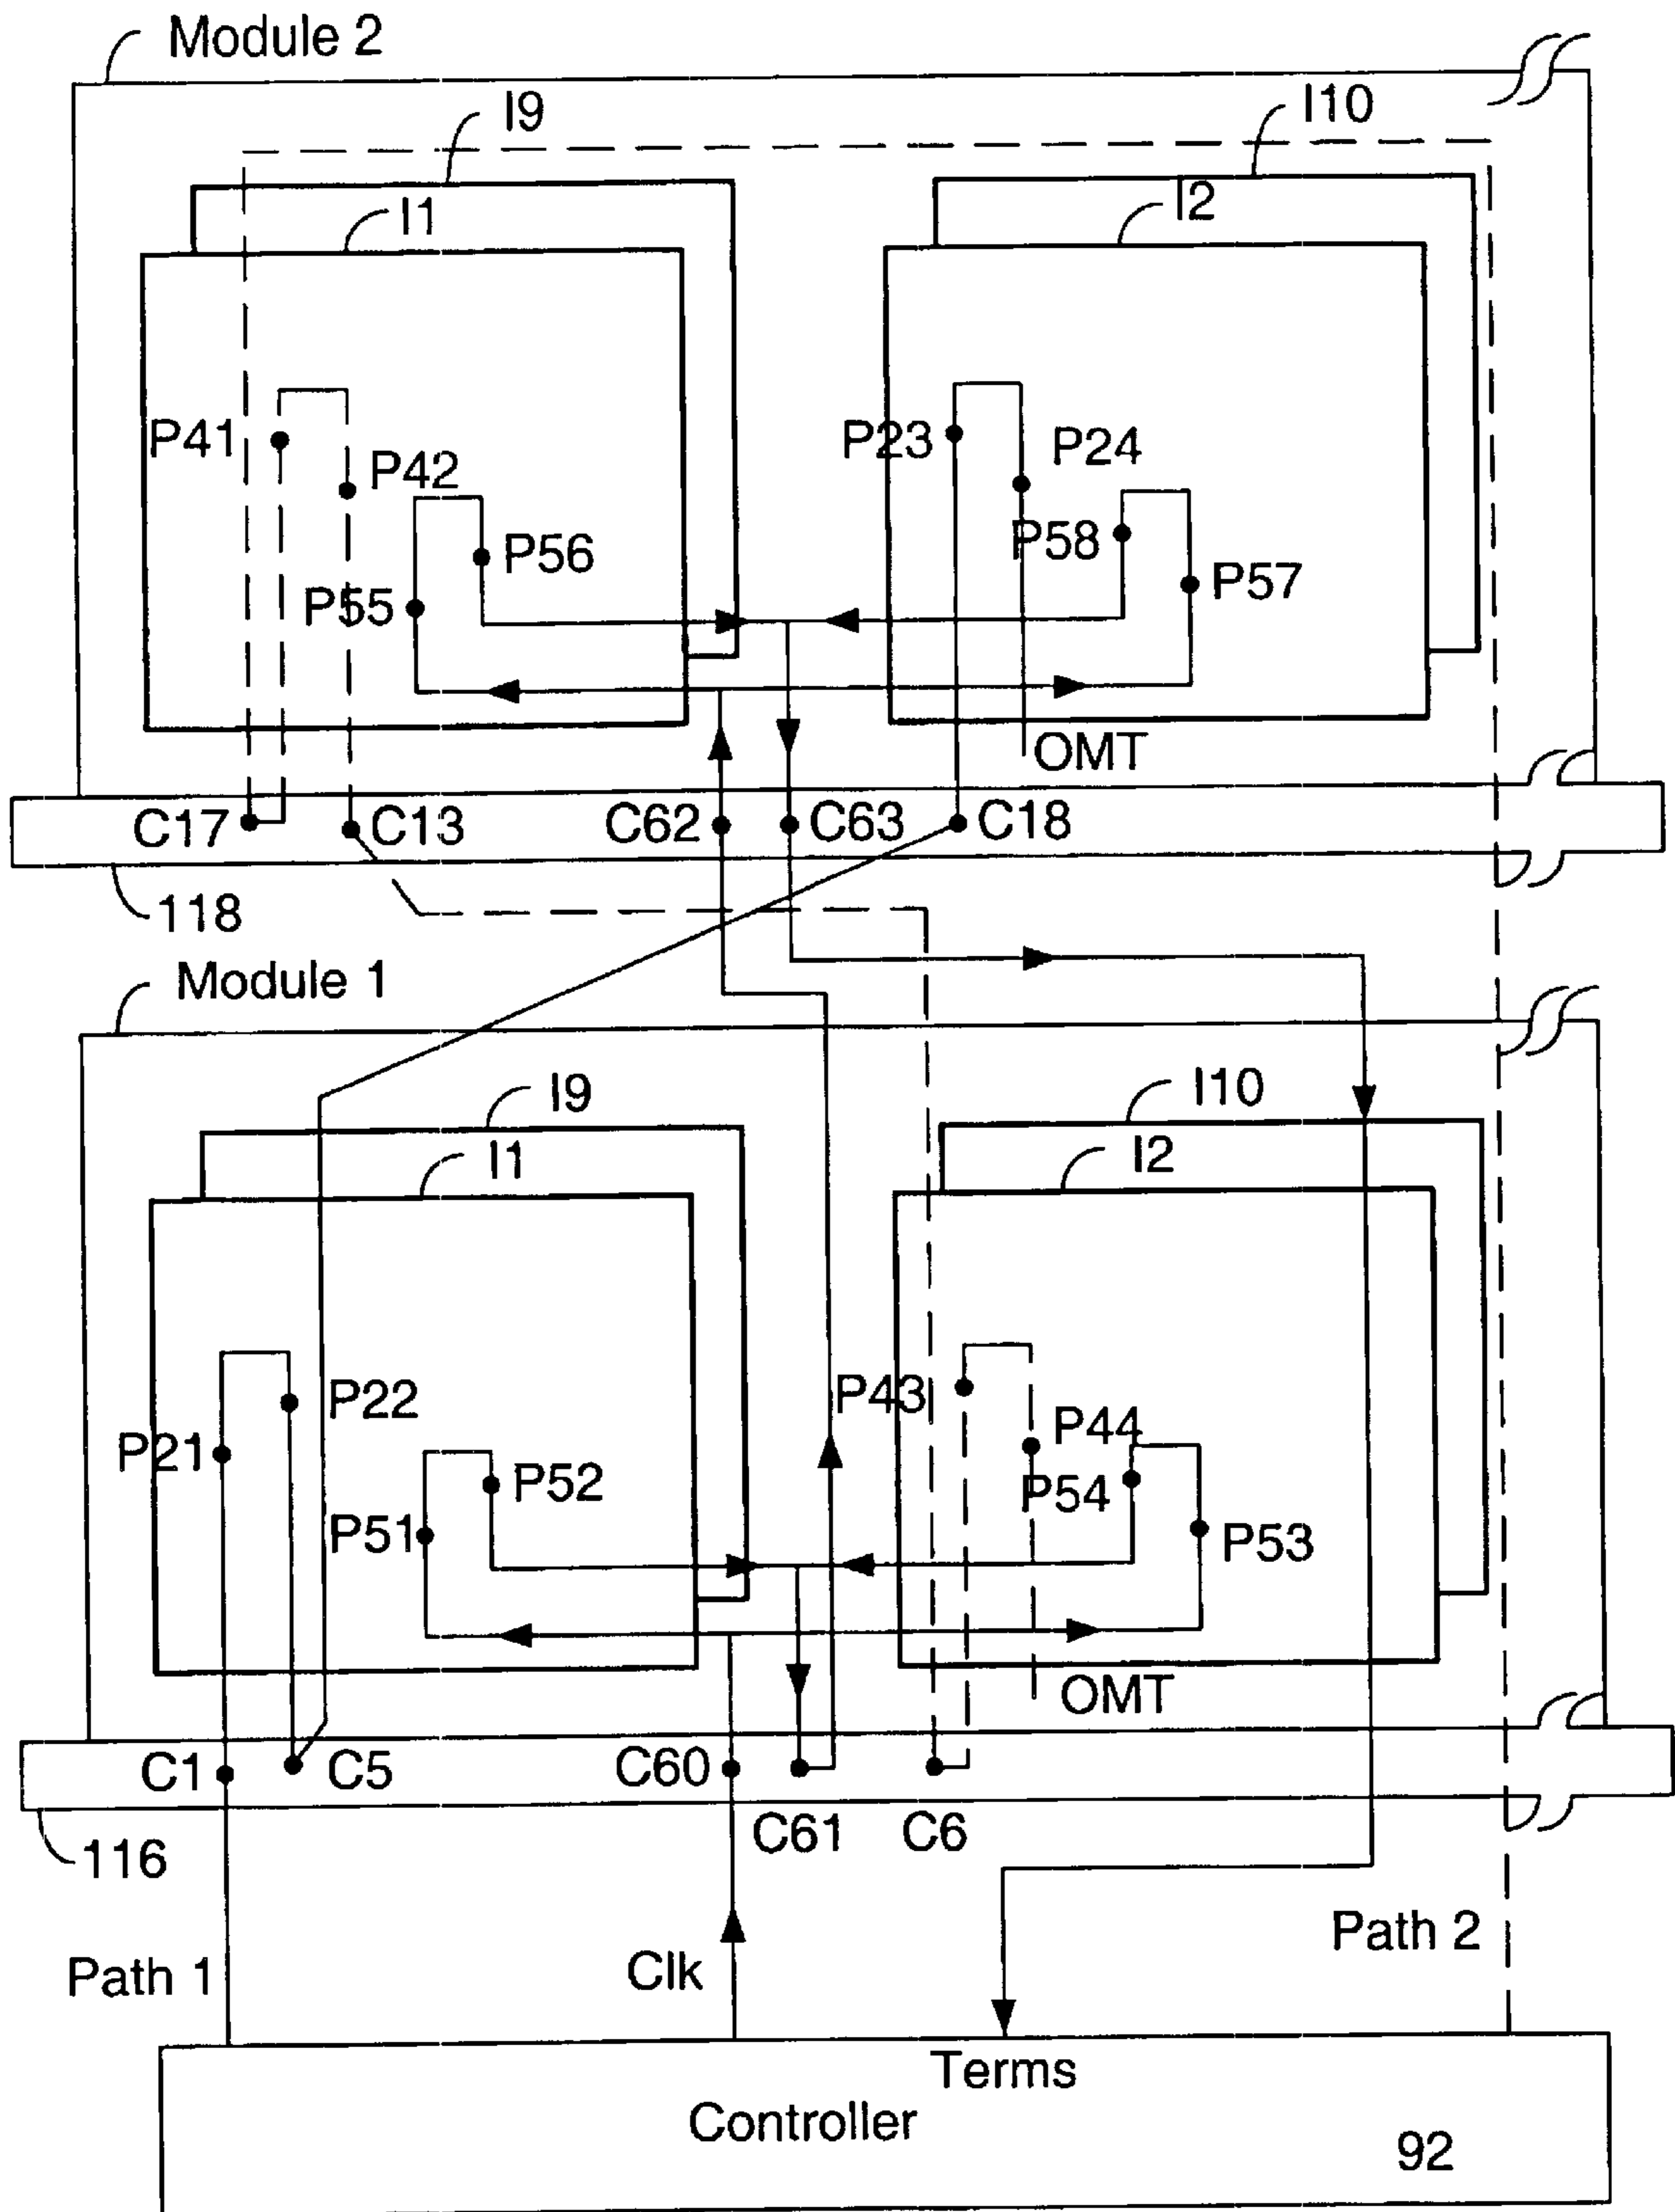 Module 2
I9
I10
I1
I2
P41
P42
P23
P24
P56
P58
P55
P57
OMT
C17
C13
C62
C63
C18
118
Module 1
I9
I10
I1
I2
P22
P43
P21
P44
P52
P54
P51
P53
OMT
C1
C5
C60
C61
C6
116
Path 2
Path 1
Clk
Terms
Controller
92